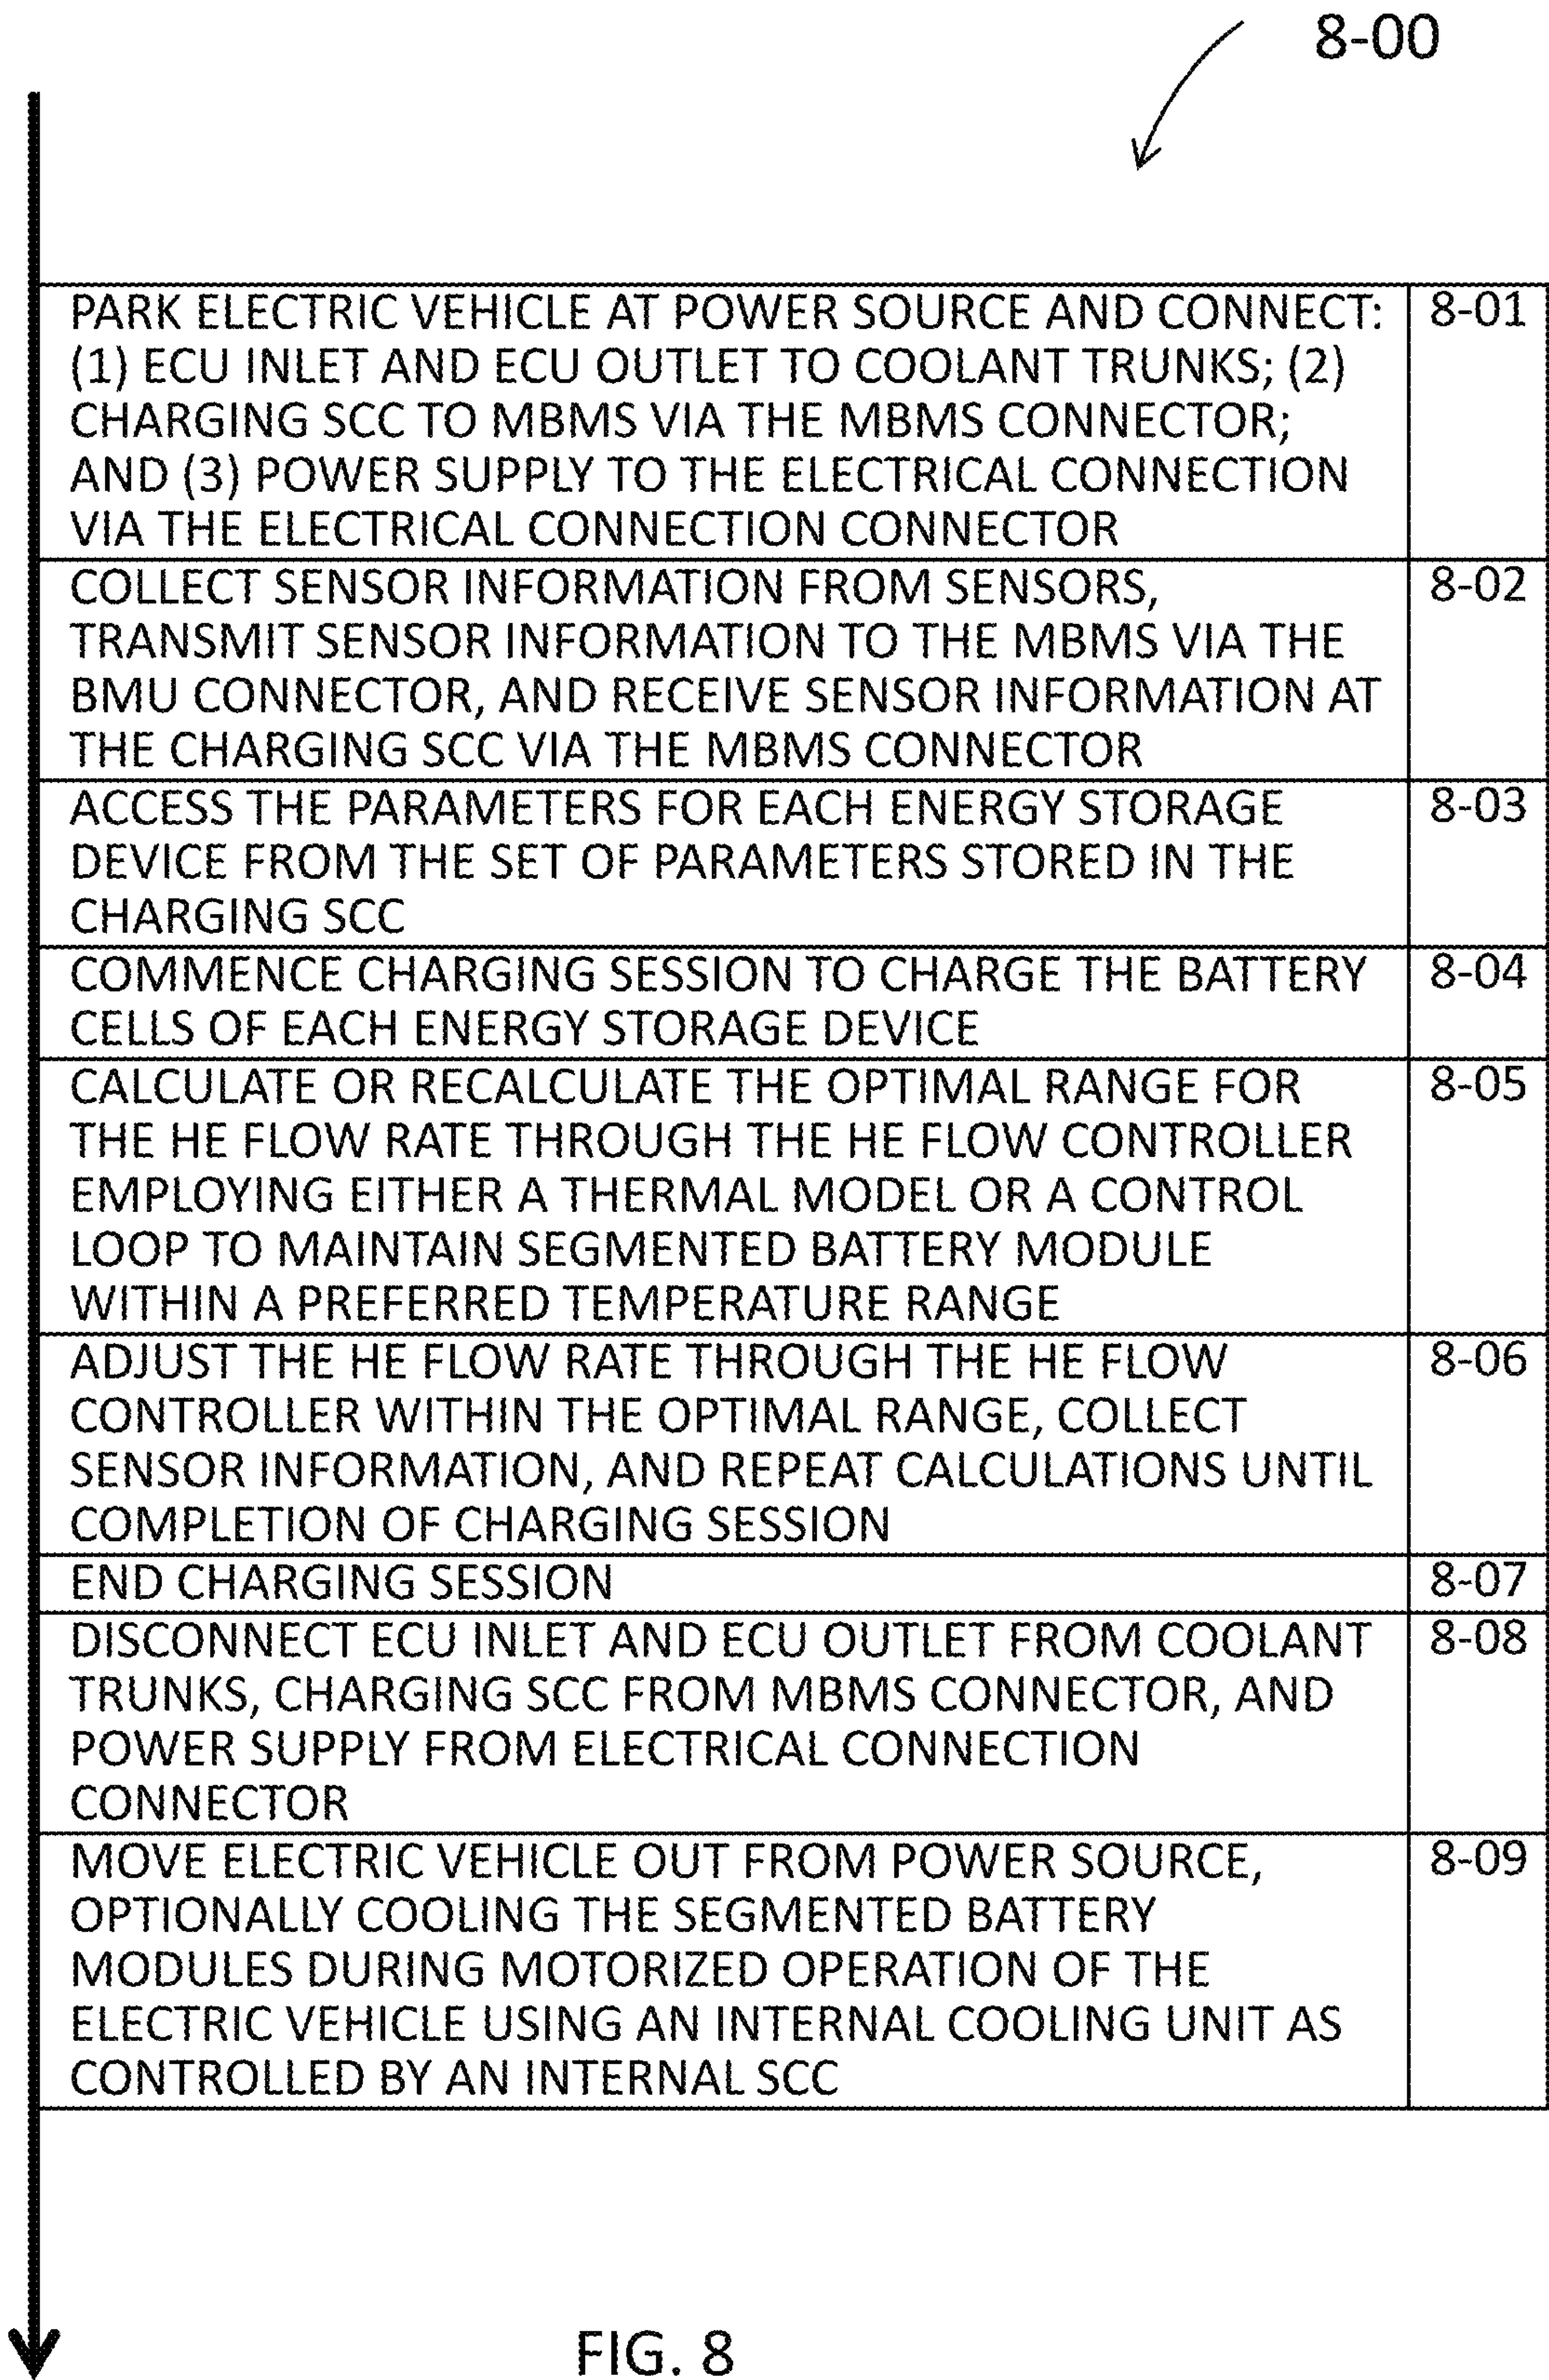 8-00
PARK ELECTRIC VEHICLE AT POWER SOURCE AND CONNECT: 8-01
(1) ECU INLET AND ECU OUTLET TO COOLANT TRUNKS; (2)
CHARGING SCC TO MBMS VIA THE MBMS CONNECTOR;
AND (3) POWER SUPPLY TO THE ELECTRICAL CONNECTION
VIA THE ELECTRICAL CONNECTION CONNECTOR
COLLECT SENSOR INFORMATION FROM SENSORS, 8-02
TRANSMIT SENSOR INFORMATION TO THE MBMS VIA THE
BMU CONNECTOR, AND RECEIVE SENSOR INFORMATION AT
THE CHARGING SCC VIA THE MBMS CONNECTOR
ACCESS THE PARAMETERS FOR EACH ENERGY STORAGE 8-03
DEVICE FROM THE SET OF PARAMETERS STORED IN THE
CHARGING SCC
COMMENCE CHARGING SESSION TO CHARGE THE BATTERY 8-04
CELLS OF EACH ENERGY STORAGE DEVICE
CALCULATE OR RECALCULATE THE OPTIMAL RANGE FOR 8-05
THE HE FLOW RATE THROUGH THE HE FLOW CONTROLLER
EMPLOYING EITHER A THERMAL MODEL OR A CONTROL
LOOP TO MAINTAIN SEGMENTED BATTERY MODULE
WITHIN A PREFERRED TEMPERATURE RANGE
ADJUST THE HE FLOW RATE THROUGH THE HE FLOW 8-06
CONTROLLER WITHIN THE OPTIMAL RANGE, COLLECT
SENSOR INFORMATION, AND REPEAT CALCULATIONS UNTIL
COMPLETION OF CHARGING SESSION
END CHARGING SESSION 8-07
DISCONNECT ECU INLET AND ECU OUTLET FROM COOLANT 8-08
TRUNKS, CHARGING SCC FROM MBMS CONNECTOR, AND
POWER SUPPLY FROM ELECTRICAL CONNECTION
CONNECTOR
MOVE ELECTRIC VEHICLE OUT FROM POWER SOURCE, 8-09
OPTIONALLY COOLING THE SEGMENTED BATTERY
MODULES DURING MOTORIZED OPERATION OF THE
ELECTRIC VEHICLE USING AN INTERNAL COOLING UNIT AS
CONTROLLED BY AN INTERNAL SCC
FIG. 8